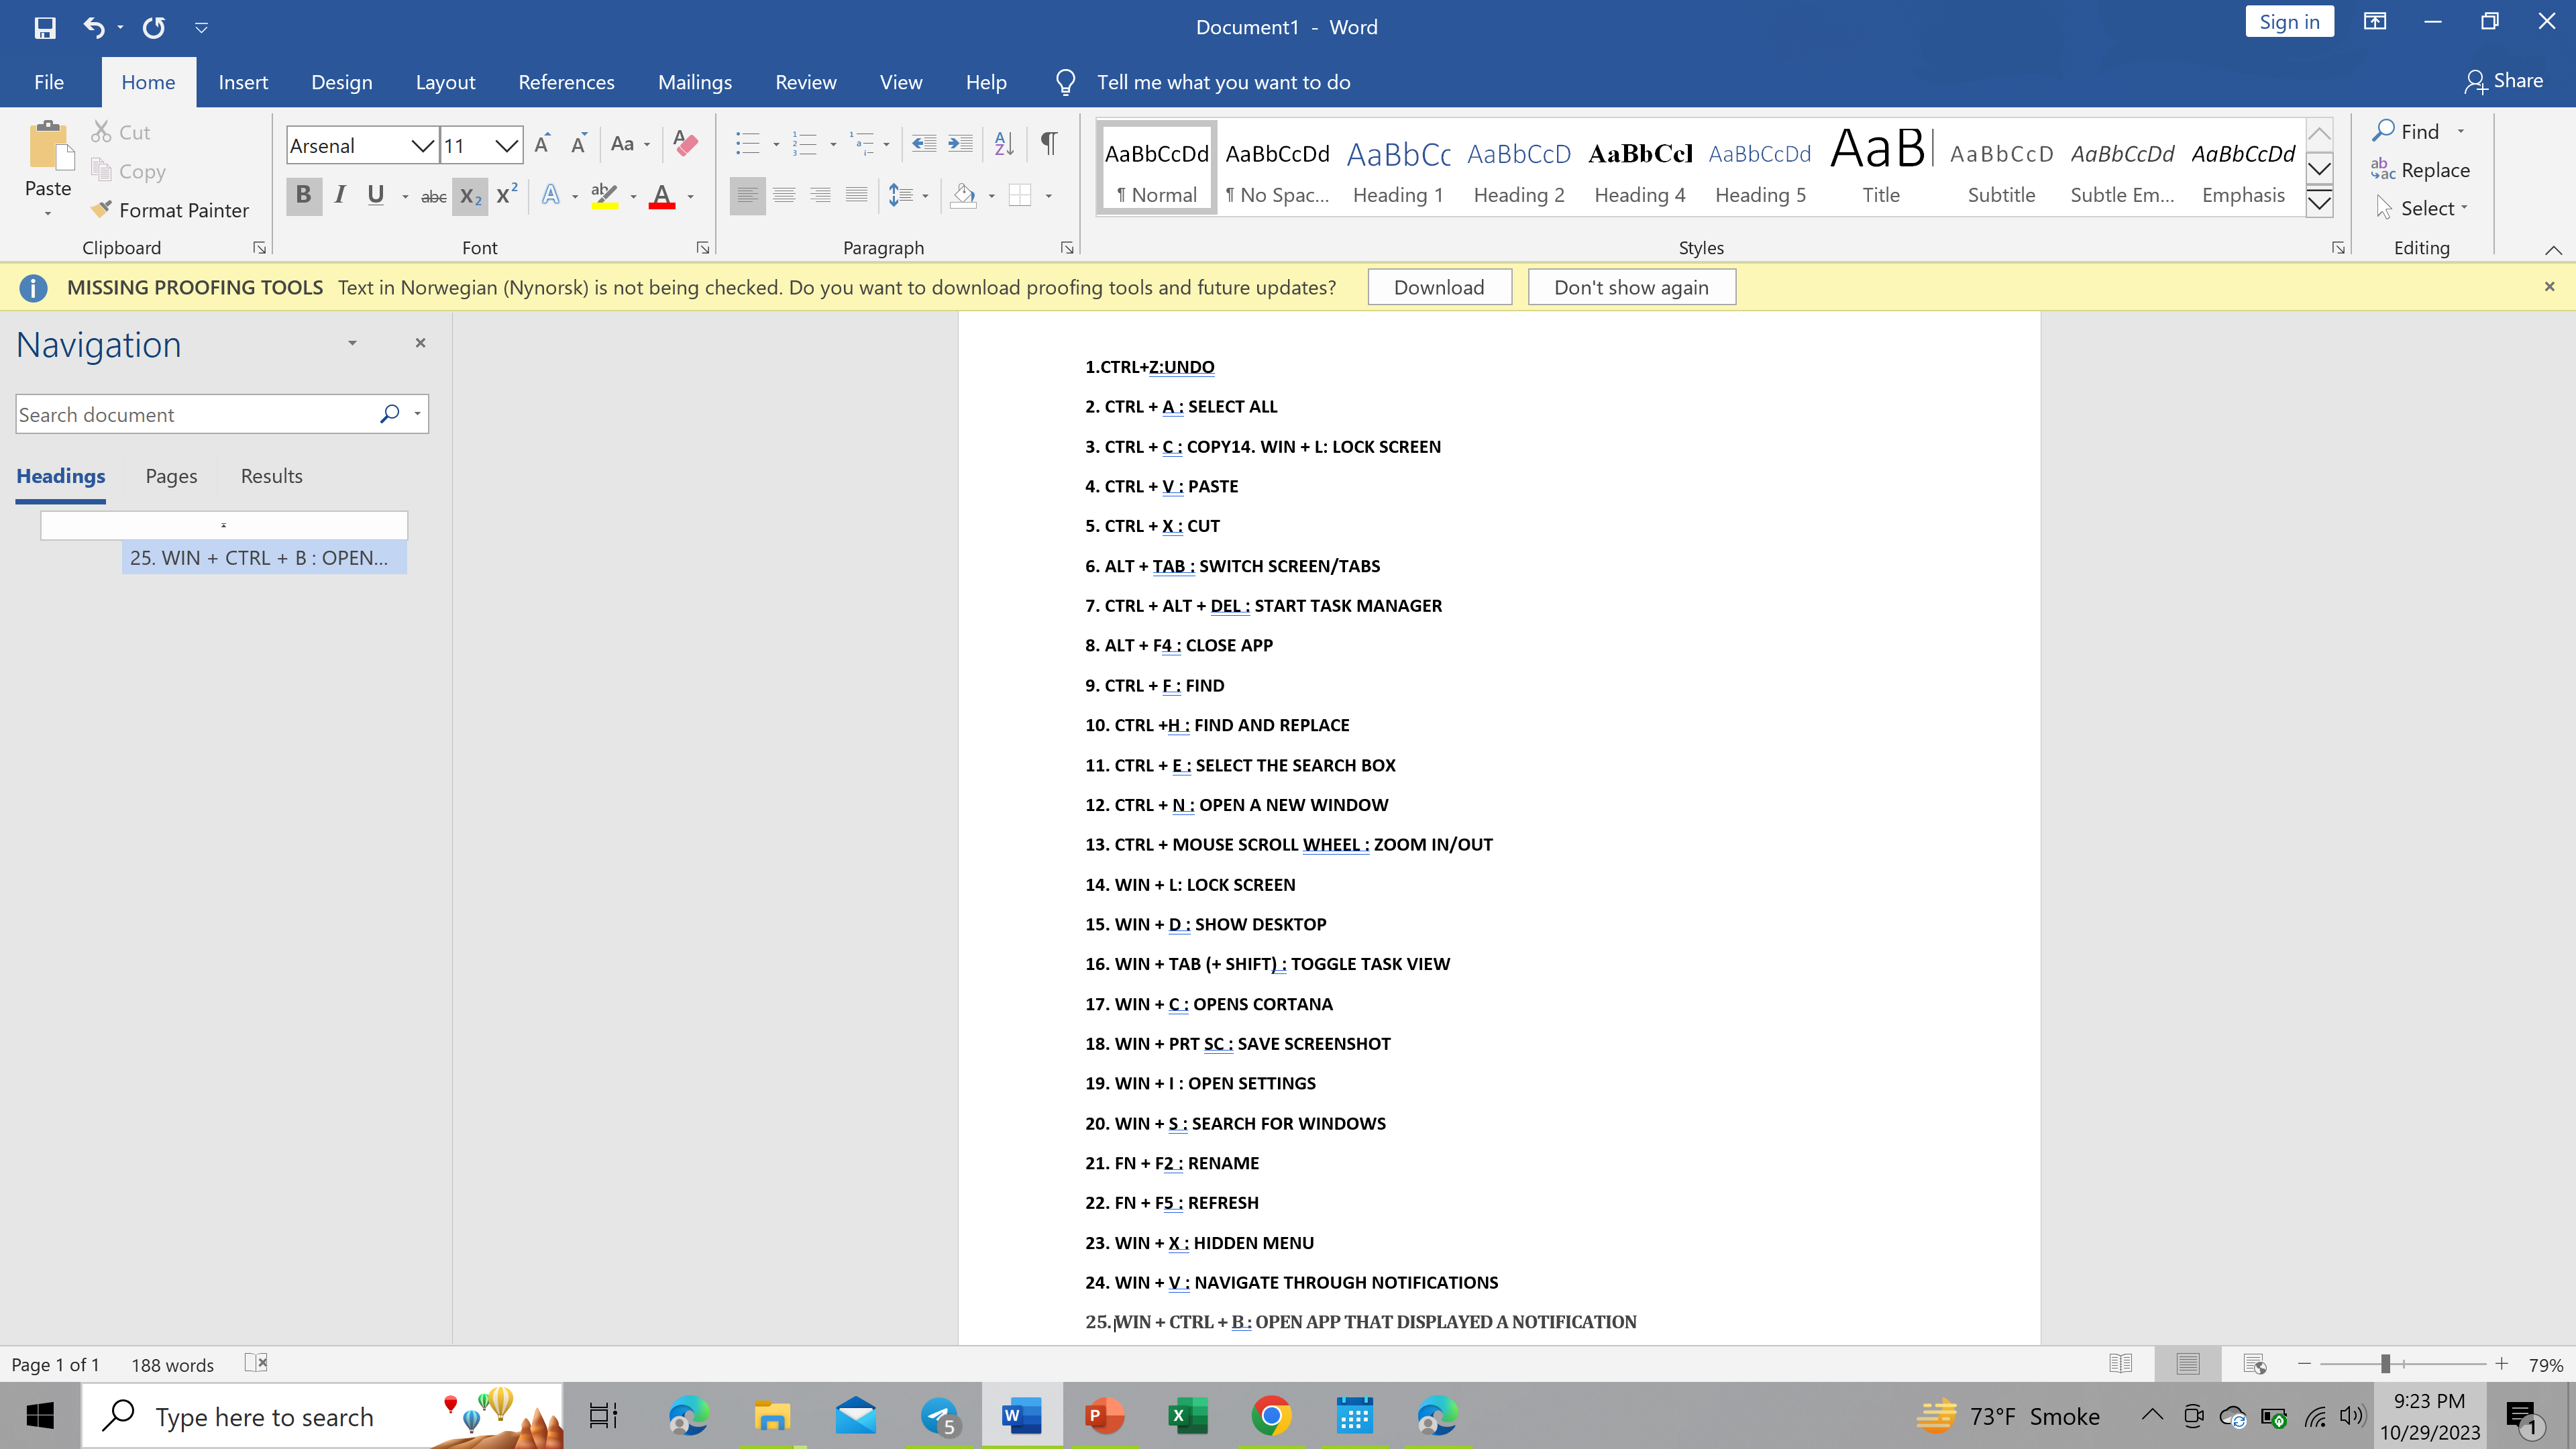 Document1 - Word
Sign in
File Home Insert Design Layout References Mailings Review View Help Tell me what you want to do Share
Paste
Cut
Copy
Format Painter
Clipboard
Arsenal 11
Font
Paragraph
AaBbCcDd AaBbCcDd AaBbCc AaBbCcD AaBbCcl AaBbCcDd AaB AaBbCcD AaBbCcDd AaBbCcDd
¶ Normal ¶ No Spac... Heading 1 Heading 2 Heading 4 Heading 5 Title Subtitle Subtle Em... Emphasis
Styles
Find
Replace
Select
Editing
MISSING PROOFING TOOLS Text in Norwegian (Nynorsk) is not being checked. Do you want to download proofing tools and future updates? Download Don't show again
Navigation
Search document
Headings Pages Results
25. WIN + CTRL + B : OPEN...
1.CTRL+Z:UNDO
2. CTRL + A : SELECT ALL
3. CTRL + C : COPY14. WIN + L: LOCK SCREEN
4. CTRL + V : PASTE
5. CTRL + X : CUT
6. ALT + TAB : SWITCH SCREEN/TABS
7. CTRL + ALT + DEL : START TASK MANAGER
8. ALT + F4 : CLOSE APP
9. CTRL + F : FIND
10. CTRL +H : FIND AND REPLACE
11. CTRL + E : SELECT THE SEARCH BOX
12. CTRL + N : OPEN A NEW WINDOW
13. CTRL + MOUSE SCROLL WHEEL : ZOOM IN/OUT
14. WIN + L: LOCK SCREEN
15. WIN + D : SHOW DESKTOP
16. WIN + TAB (+ SHIFT) : TOGGLE TASK VIEW
17. WIN + C : OPENS CORTANA
18. WIN + PRT SC : SAVE SCREENSHOT
19. WIN + I : OPEN SETTINGS
20. WIN + S : SEARCH FOR WINDOWS
21. FN + F2 : RENAME
22. FN + F5 : REFRESH
23. WIN + X : HIDDEN MENU
24. WIN + V : NAVIGATE THROUGH NOTIFICATIONS
25. WIN + CTRL + B : OPEN APP THAT DISPLAYED A NOTIFICATION
Page 1 of 1 188 words 79%
Type here to search
5
73°F Smoke
9:23 PM
10/29/2023
1